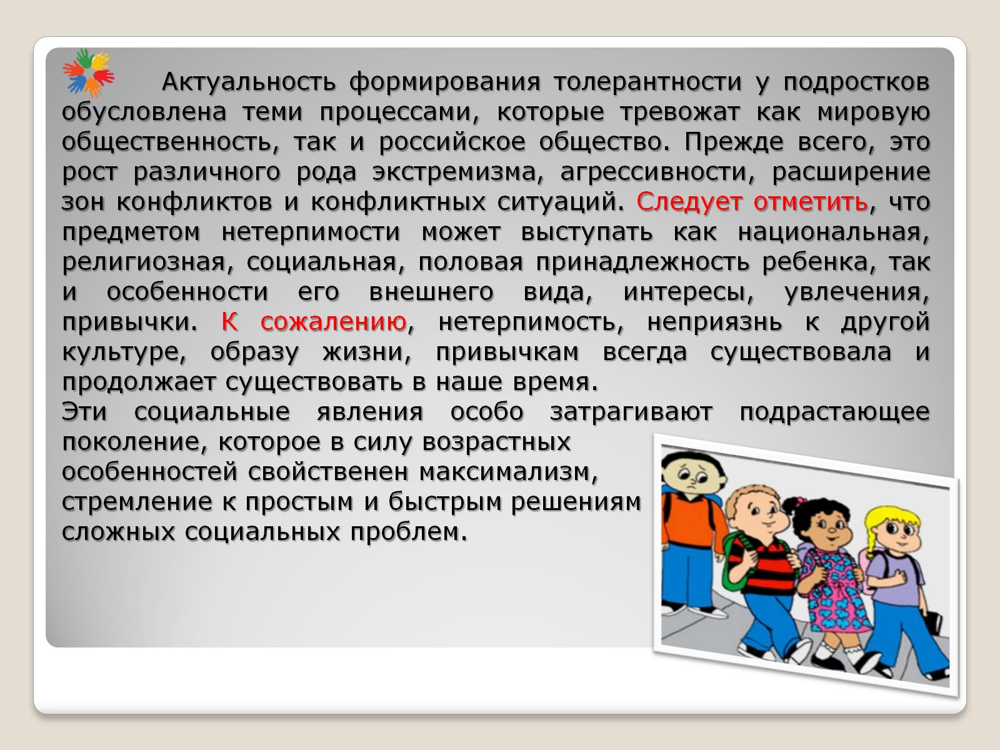 Актуальность формирования толерантности у подростков
обусловлена теми процессами, которые тревожат как мировую
общественность, так и российское общество. Прежде всего, это
рост различного рода экстремизма, агрессивности, расширение
зон конфликтов и конфликтных ситуаций. Следует отметить, что
предметом нетерпимости может выступать как национальная,
религиозная, социальная, половая принадлежность ребенка, так
и особенности его внешнего вида, интересы, увлечения,
привычки. К сожалению, нетерпимость, неприязнь к другой
культуре, образу жизни, привычкам всегда существовала и
продолжает существовать в наше время.
Эти социальные явления особо затрагивают подрастающее
поколение, которое в силу возрастных
особенностей свойственен максимализм,
стремление к простым и быстрым решениям
сложных социальных проблем.